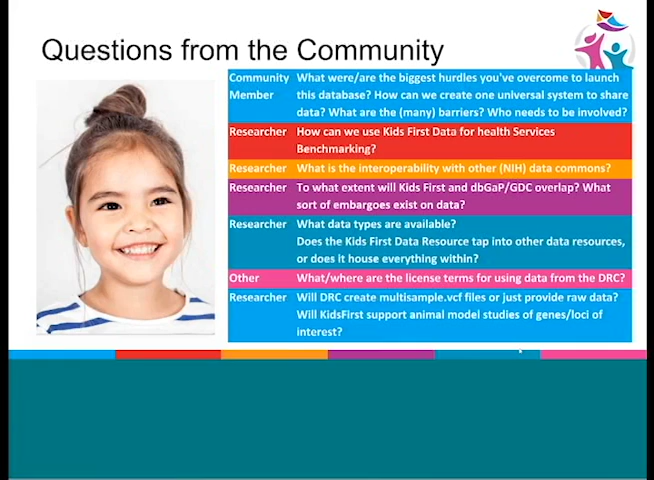 Questions from the Community
Community Member What were/are the biggest hurdles you've overcome to launch
this database? How can we create one universal system to share
data? What are the (many) barriers? Who needs to be involved?
Researcher How can we use Kids First Data for health Services
Benchmarking?
Researcher What is the interoperability with other (NIH) data commons?
Researcher To what extent will Kids First and dbGaP/GDC overlap? What
sort of embargoes exist on data?
Researcher What data types are available?
Does the Kids First Data Resource tap into other data resources,
or does it house everything within?
Other What/where are the license terms for using data from the DRC?
Researcher Will DRC create multisample.vcf files or just provide raw data?
Will KidsFirst support animal model studies of genes/loci of
interest?